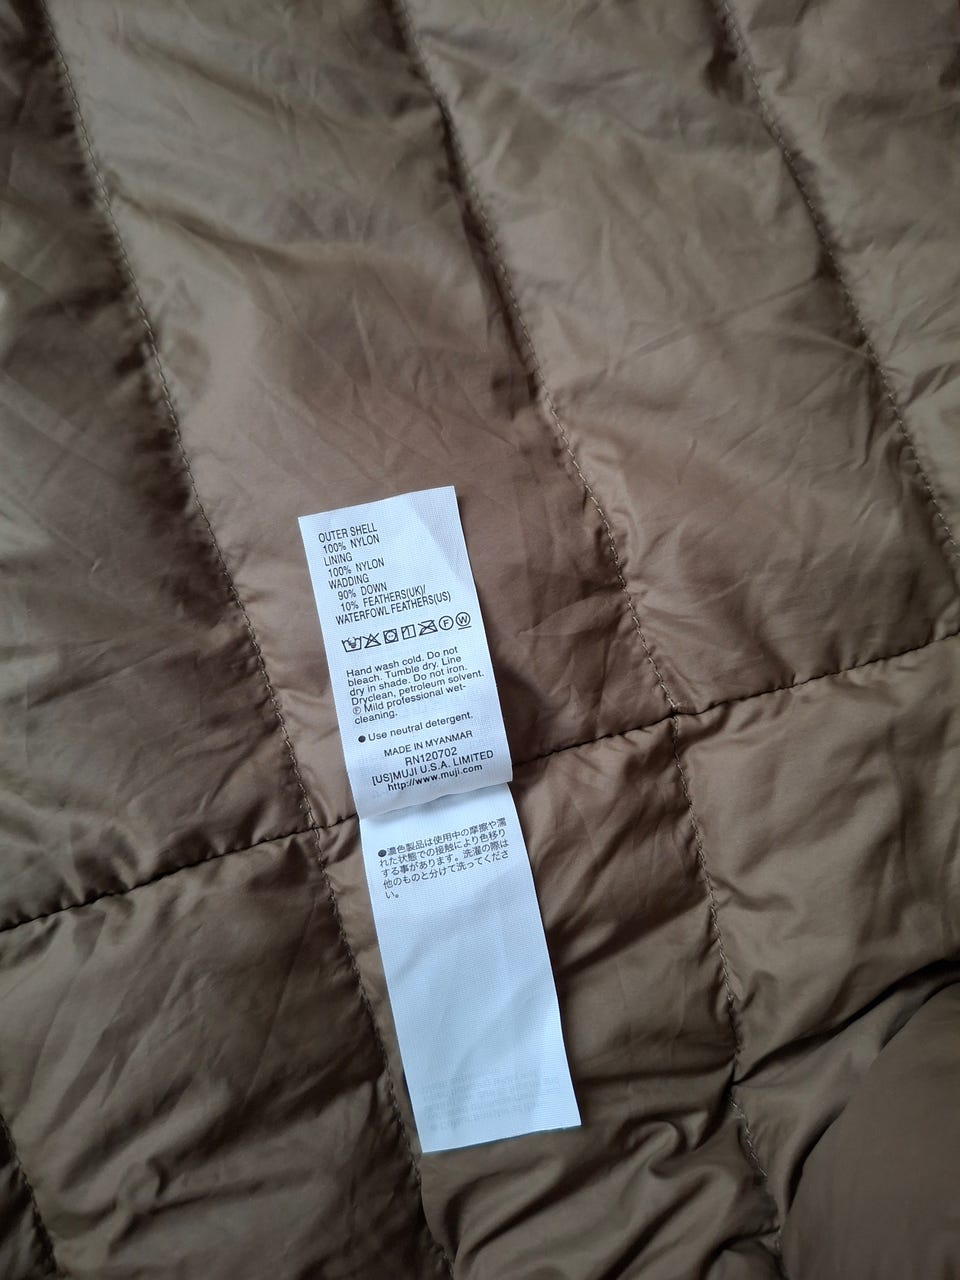 OUTER SHELL
100% NYLON
LINING
100% NYLON
WADDING
90% DOWN
10% FEATHERS(UK)/
WATERFOWL FEATHERS(US)
F W
Hand wash cold. Do not
bleach. Tumble dry. Line
dry in shade. Do not iron.
Dryclean, petroleum solvent.
Ⓕ Mild professional wet-
cleaning.
●Use neutral detergent.
MADE IN MYANMAR
RN120702
[US]MUJI U.S.A. LIMITED
http://www.muji.com
●濃色製品は使用中の摩擦や濡
れた状態での接触により色移り
する事があります。洗濯の際は
他のものと分けて洗ってくださ
い。